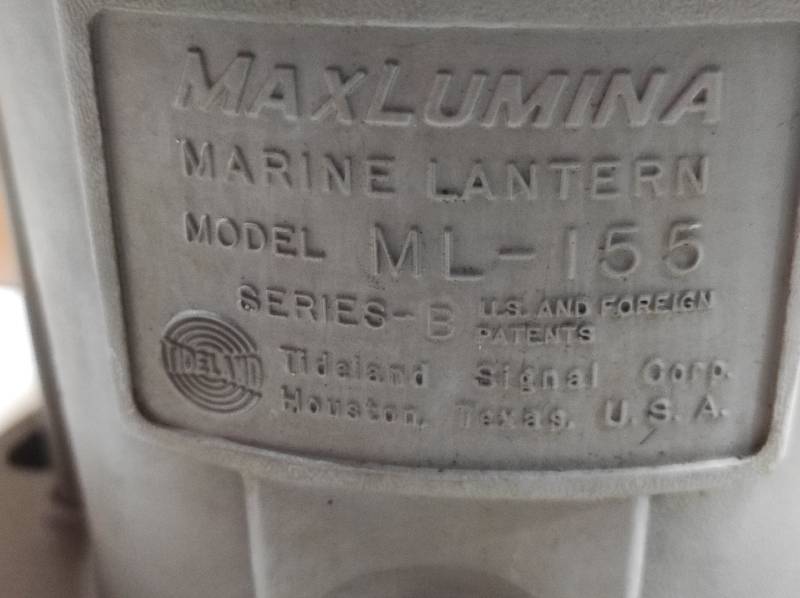 MAXLUMINA
MARINE LANTERN
MODEL ML-155
SERIES-B U.S. AND FOREIGN
PATENTS
TIDELAND
Tideland Signal Corp.
Houston, Texas, U.S.A.